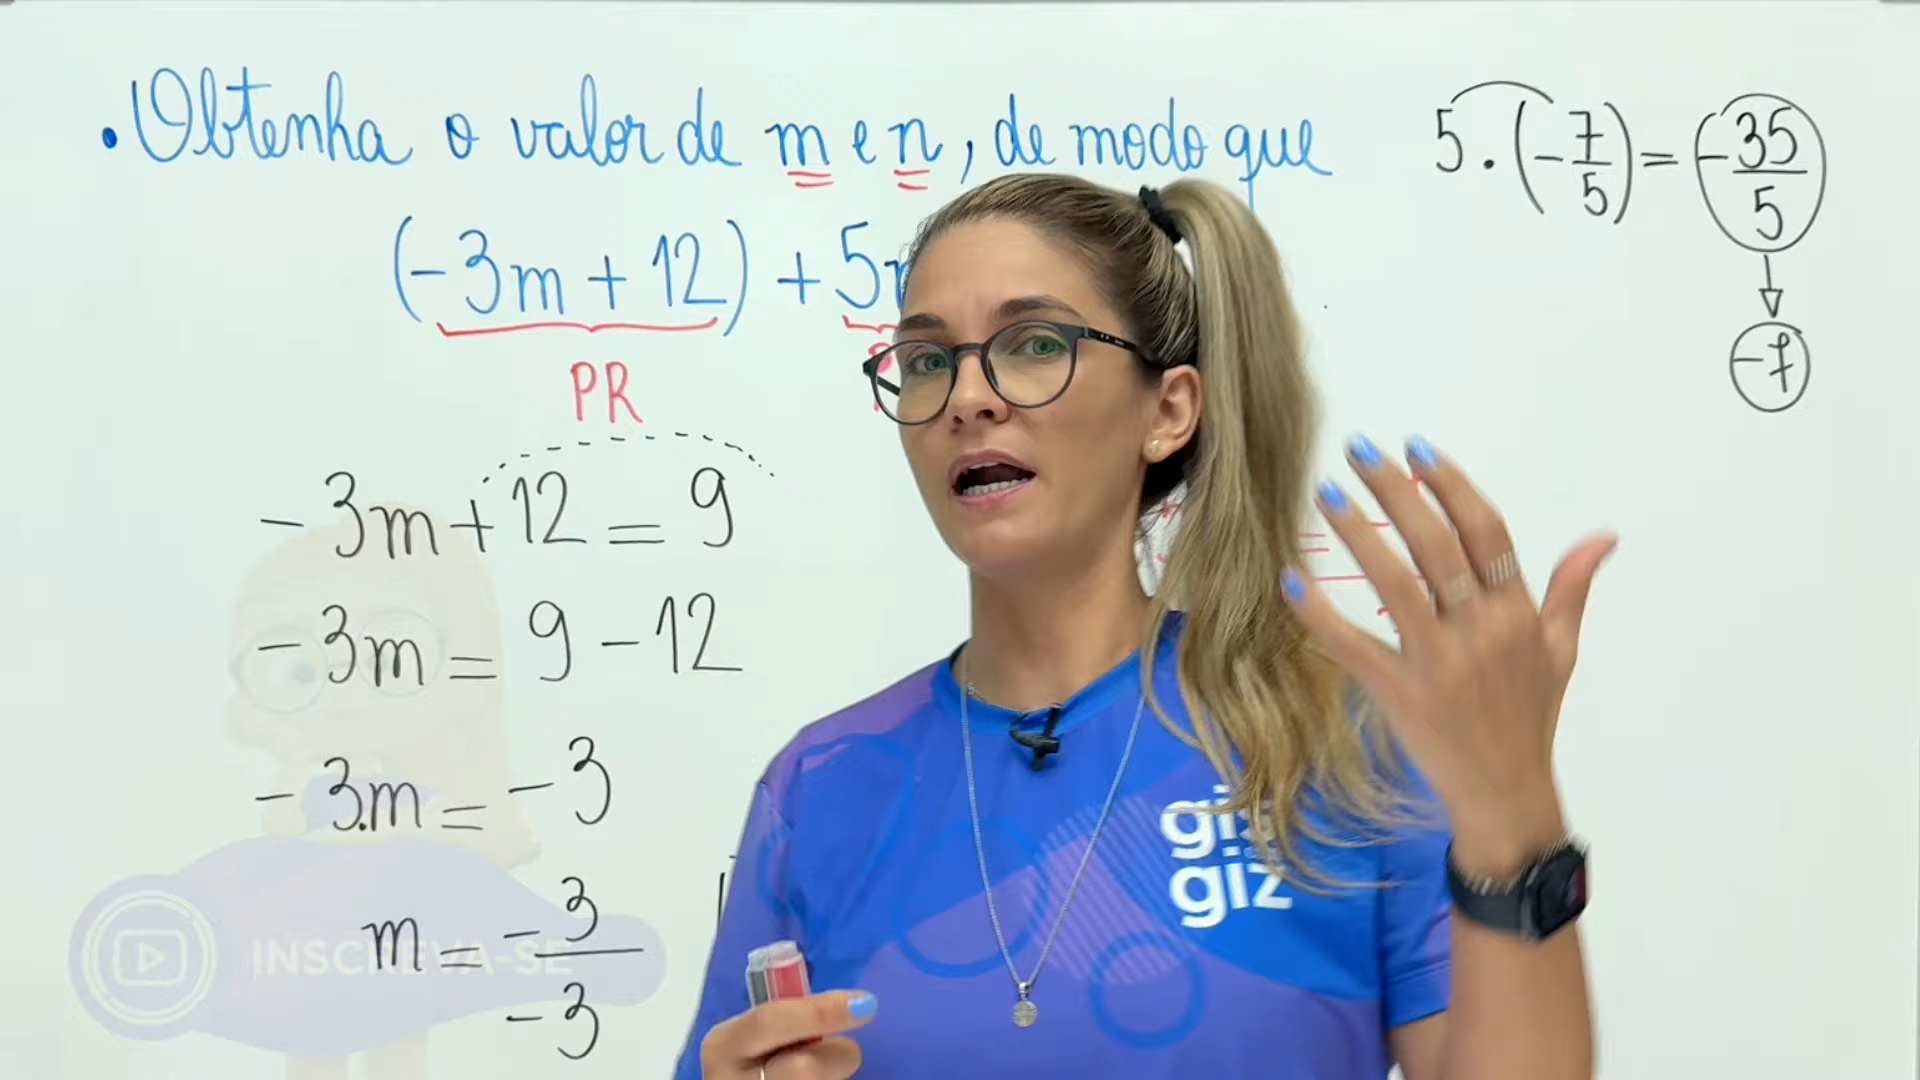 • Obtenha o valor de m e n, de modo que
(-3m + 12) + 5
PR
-3m + 12 = 9
-3m = 9 - 12
-3.m = -3
m = -3
-3
5 . (-7/5) = -35/5
-7
INSCREVA-SE
gis
giz